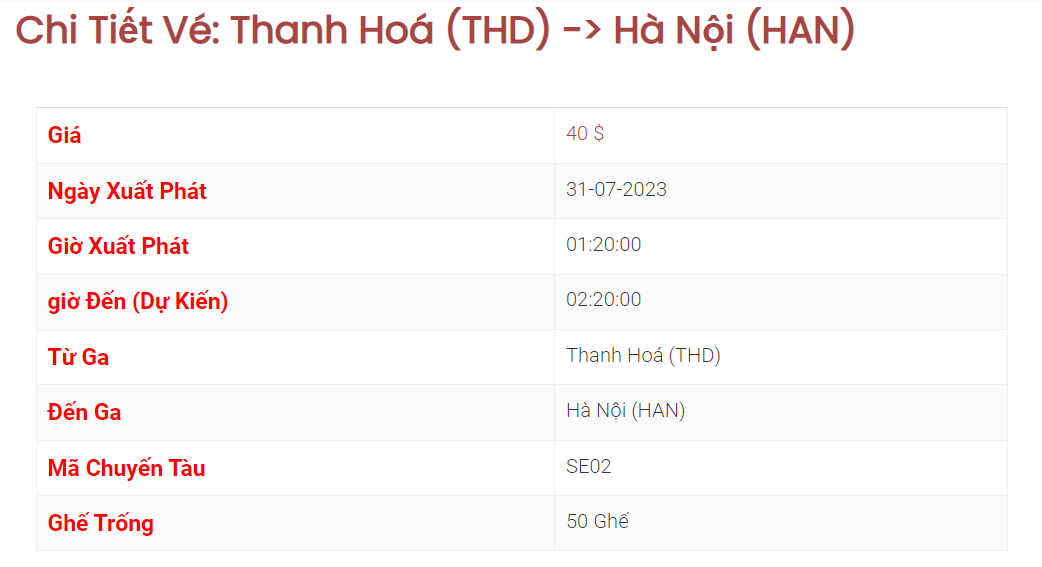 Chi Tiết Vé: Thanh Hoá (THD) -> Hà Nội (HAN)
Giá 40 $
Ngày Xuất Phát 31-07-2023
Giờ Xuất Phát 01:20:00
giờ Đến (Dự Kiến) 02:20:00
Từ Ga Thanh Hoá (THD)
Đến Ga Hà Nội (HAN)
Mã Chuyến Tàu SE02
Ghế Trống 50 Ghế